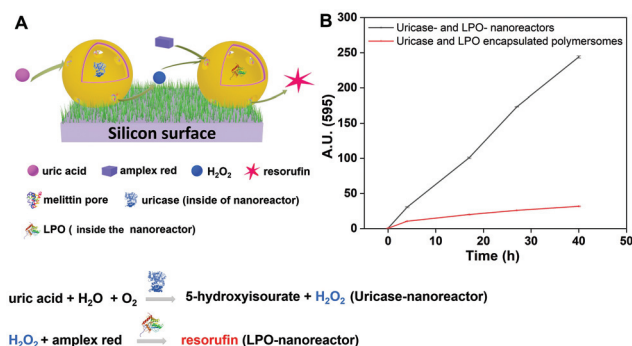 A
Silicon surface
uric acid
amplex red
H₂O₂
resorufin
melittin pore
uricase (inside of nanoreactor)
LPO ( inside the nanoreactor)
B
A.U. (595)
300
250
200
150
100
50
0
Uricase- and LPO- nanoreactors
Uricase and LPO encapsulated polymersomes
0 10 20 30 40 50
Time (h)
uric acid + H₂O + O₂ 5-hydroxyisourate + H₂O₂ (Uricase-nanoreactor)
H₂O₂ + amplex red resorufin (LPO-nanoreactor)